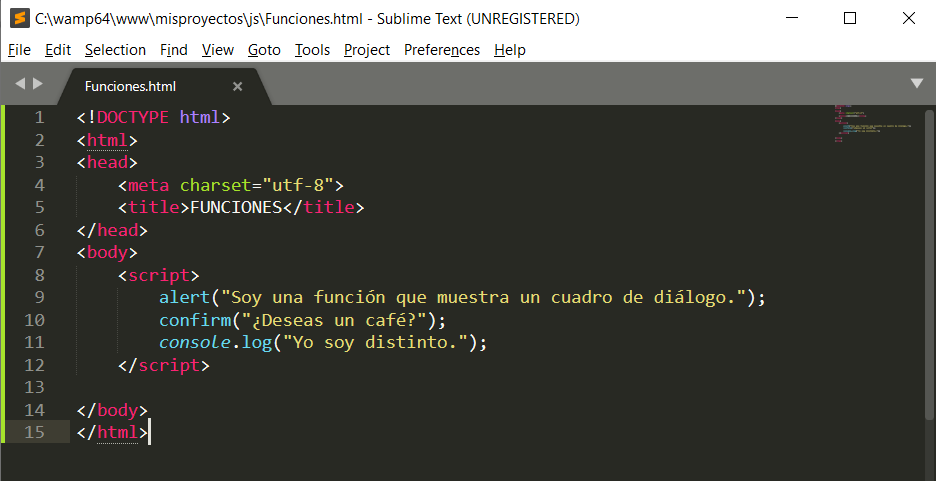 C:\wamp64\www\misproyectos\js\Funciones.html - Sublime Text (UNREGISTERED)
File Edit Selection Find View Goto Tools Project Preferences Help
Funciones.html
1 <!DOCTYPE html>
2 <html>
3 <head>
4     <meta charset="utf-8">
5     <title>FUNCIONES</title>
6 </head>
7 <body>
8     <script>
9         alert("Soy una función que muestra un cuadro de diálogo.");
10         confirm("¿Deseas un café?");
11         console.log("Yo soy distinto.");
12     </script>
13
14 </body>
15 </html>